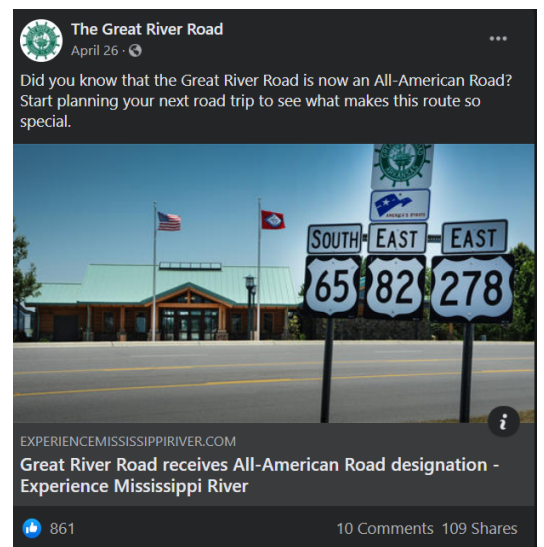 The Great River Road
April 26
Did you know that the Great River Road is now an All-American Road?
Start planning your next road trip to see what makes this route so
special.
AMERICA'S BYWAYS
SOUTH EAST EAST
65 82 278
i
EXPERIENCEMISSISSIPPIRIVER.COM
Great River Road receives All-American Road designation -
Experience Mississippi River
861 10 Comments 109 Shares